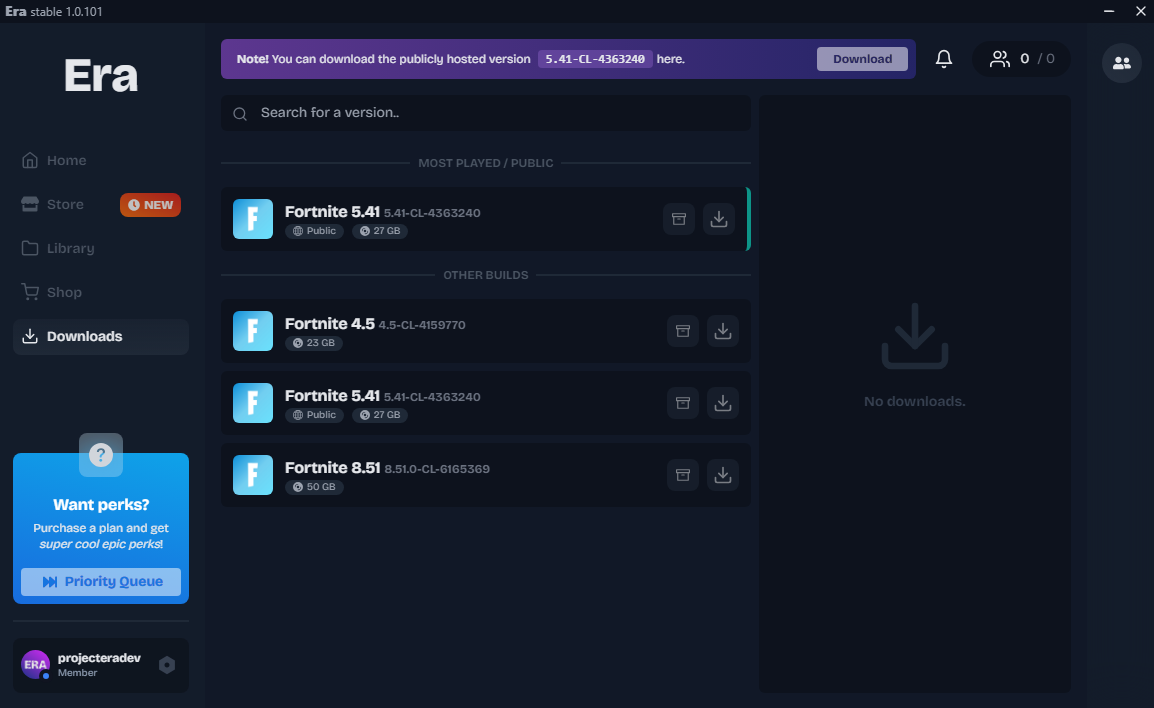 Era stable 1.0.101
Era
Home
Store
NEW
Library
Shop
Downloads
?
Want perks?
Purchase a plan and get
super cool epic perks!
Priority Queue
ERA
projecteradev
Member
Note! You can download the publicly hosted version 5.41-CL-4363240 here.
Download
0 / 0
Search for a version..
MOST PLAYED / PUBLIC
F
Fortnite 5.41 5.41-CL-4363240
Public 27 GB
OTHER BUILDS
F
Fortnite 4.5 4.5-CL-4159770
23 GB
F
Fortnite 5.41 5.41-CL-4363240
Public 27 GB
F
Fortnite 8.51 8.51.0-CL-6165369
50 GB
No downloads.